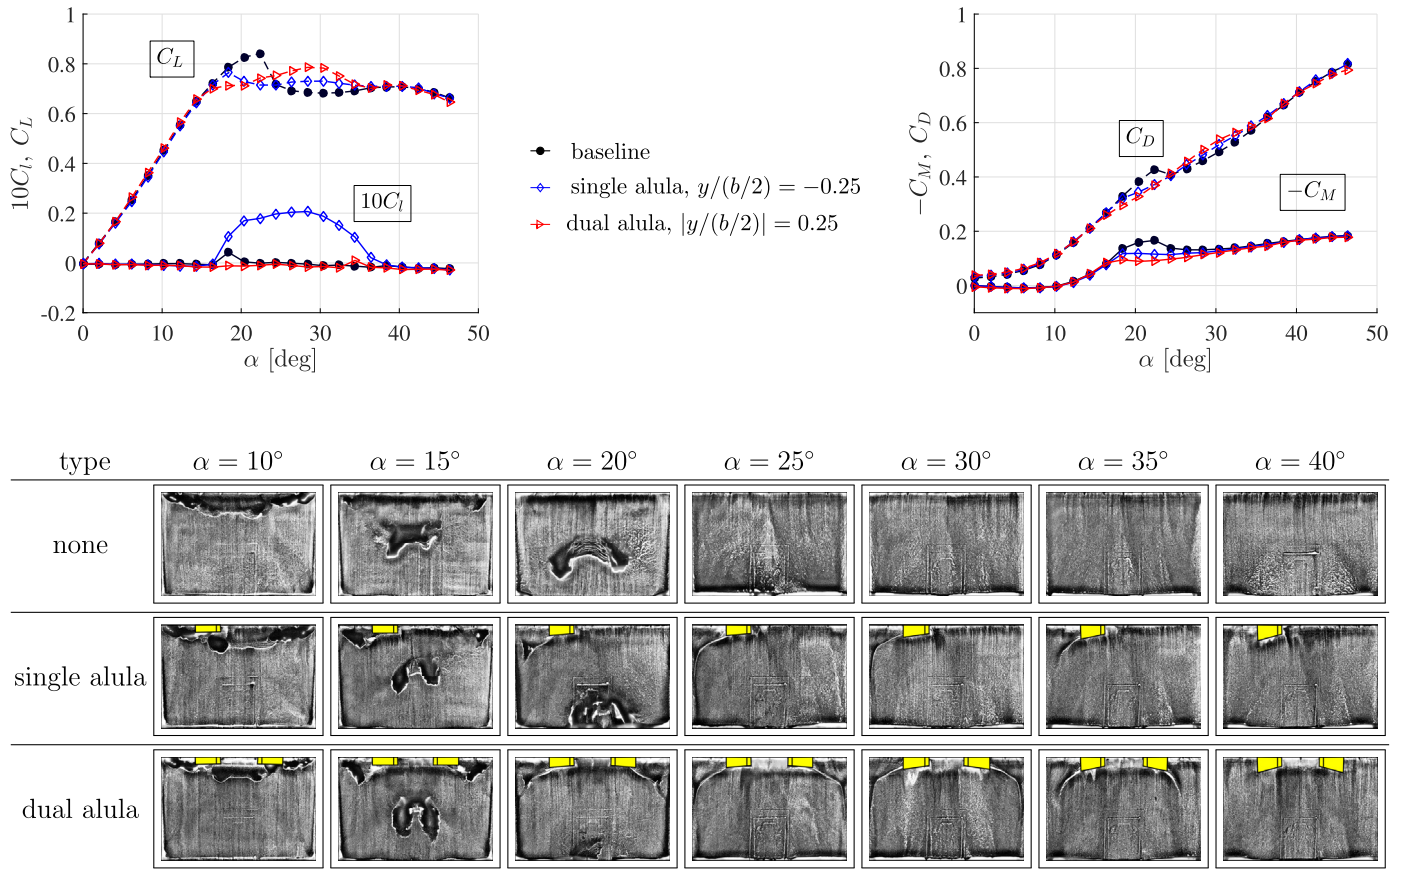 1
0.8
0.6
0.4
0.2
0
-0.2
10C_l, C_L
C_L
10C_l
0 10 20 30 40 50
α [deg]
baseline
single alula, y/(b/2) = −0.25
dual alula, |y/(b/2)| = 0.25
1
0.8
0.6
0.4
0.2
0
−C_M, C_D
C_D
−C_M
0 10 20 30 40 50
α [deg]
type α = 10° α = 15° α = 20° α = 25° α = 30° α = 35° α = 40°
none
single alula
dual alula